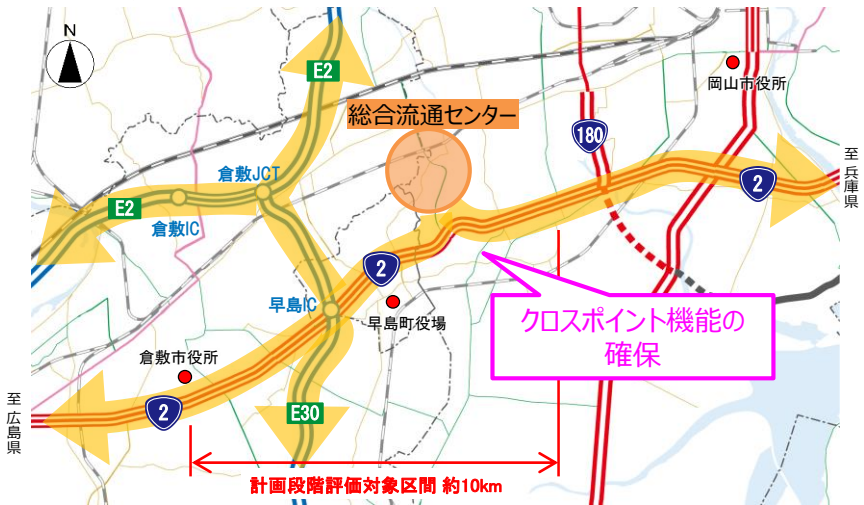 N
E2
総合流通センター
岡山市役所
180
至 兵庫県
倉敷JCT
2
E2
倉敷IC
2
早島IC
早島町役場
クロスポイント機能の
確保
倉敷市役所
至 広島県
2
E30
計画段階評価対象区間 約10km